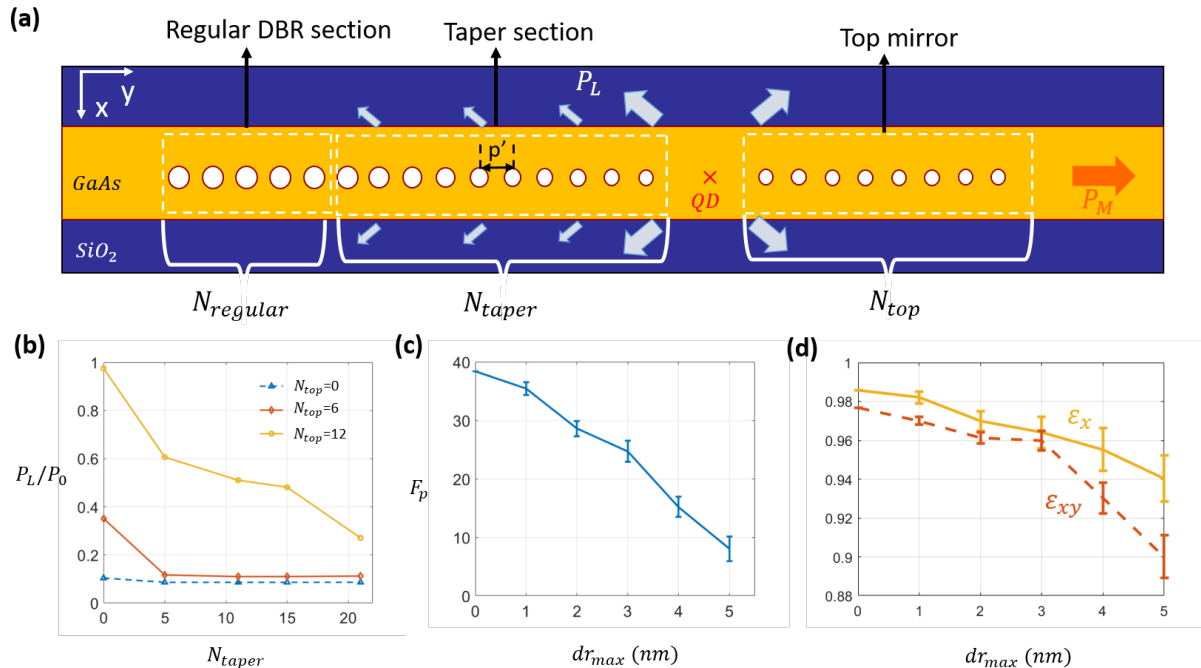 (a)
Regular DBR section
Taper section
Top mirror
P_L
y
x
p’
GaAs
QD
P_M
SiO_2
N_regular
N_taper
N_top
(b)
1
0.8
0.6
0.4
0.2
0
P_L/P_0
N_top=0
N_top=6
N_top=12
0 5 10 15 20
N_taper
(c)
40
30
20
10
0
F_p
0 1 2 3 4 5
dr_max (nm)
(d)
1
0.98
0.96
0.94
0.92
0.9
0.88
ε_x
ε_xy
0 1 2 3 4 5
dr_max (nm)